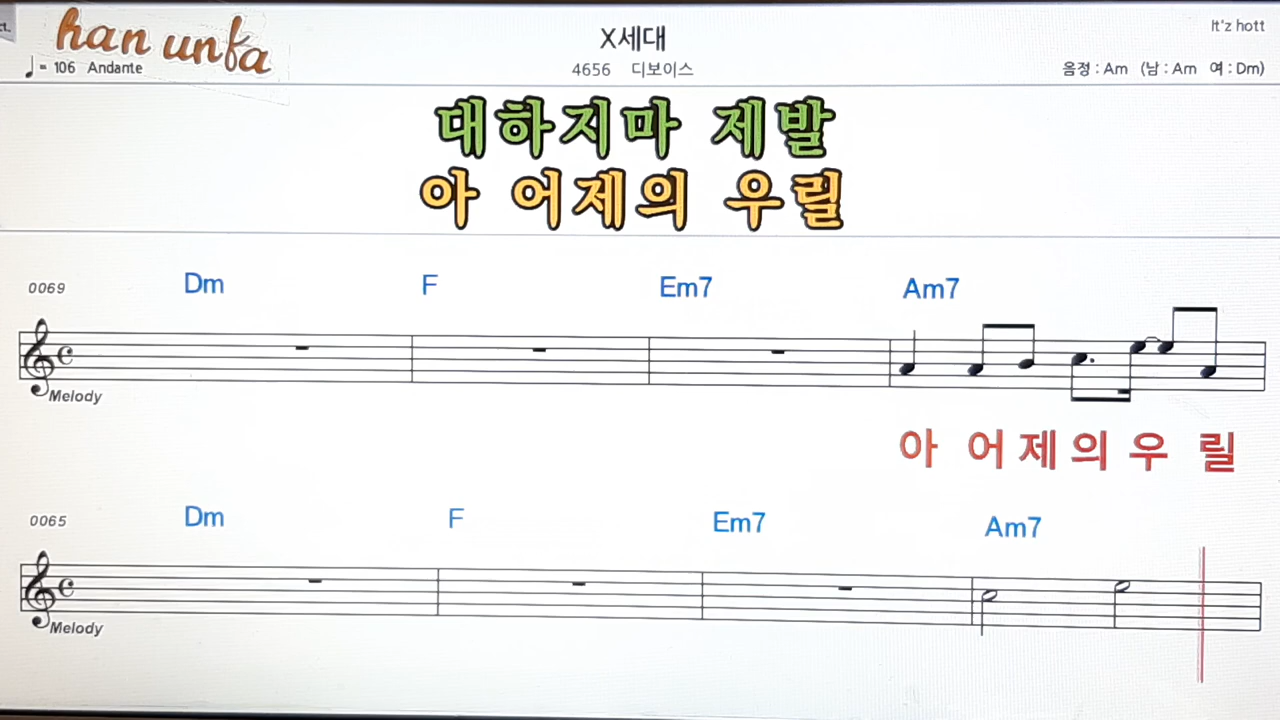 han unfa
X세대
It'z hott
♩= 106 Andante
4656 디보이스
음정 : Am (남 : Am 여 : Dm)
대하지마 제발
아 어제의 우릴
0069 Dm F Em7 Am7
Melody
아 어제의우 릴
0065 Dm F Em7 Am7
Melody